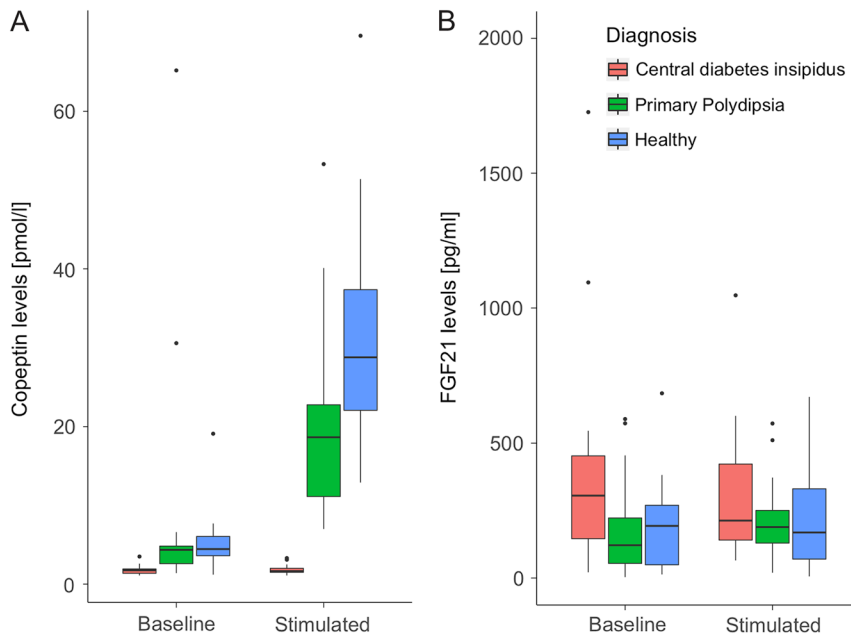 A
B
Copeptin levels [pmol/l]
60
40
20
0
Baseline
Stimulated
FGF21 levels [pg/ml]
2000
1500
1000
500
0
Diagnosis
Central diabetes insipidus
Primary Polydipsia
Healthy
Baseline
Stimulated